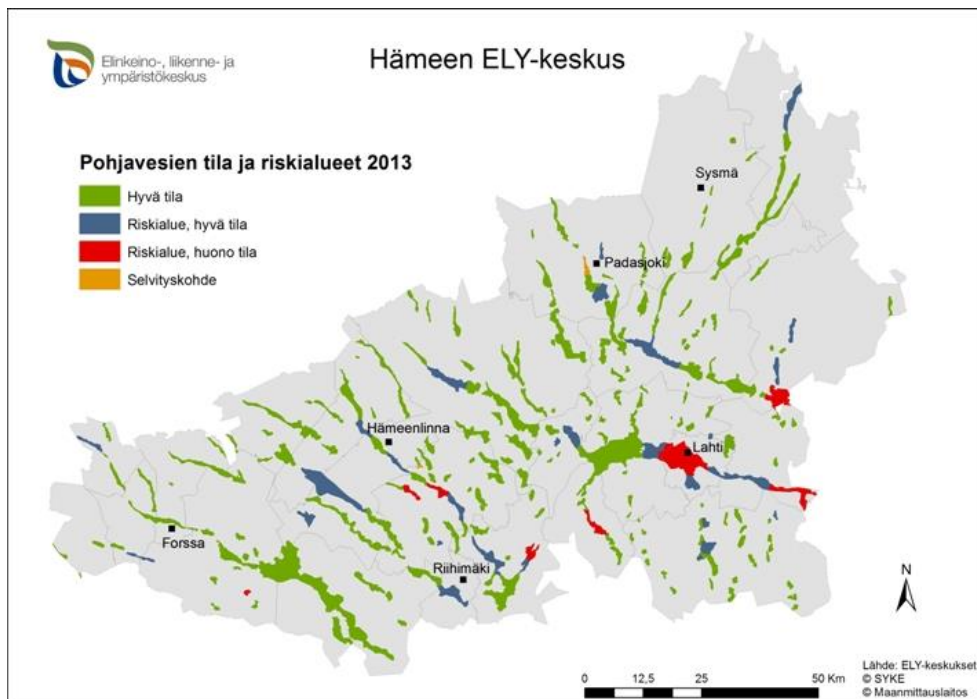 Elinkeino-, liikenne- ja
ympäristökeskus
Hämeen ELY-keskus
Pohjavesien tila ja riskialueet 2013
Hyvä tila
Riskialue, hyvä tila
Riskialue, huono tila
Selvityskohde
Sysmä
Padasjoki
Hämeenlinna
Lahti
Forssa
Riihimäki
N
0 12,5 25 50 Km
Lähde: ELY-keskukset
© SYKE
© Maanmittauslaitos